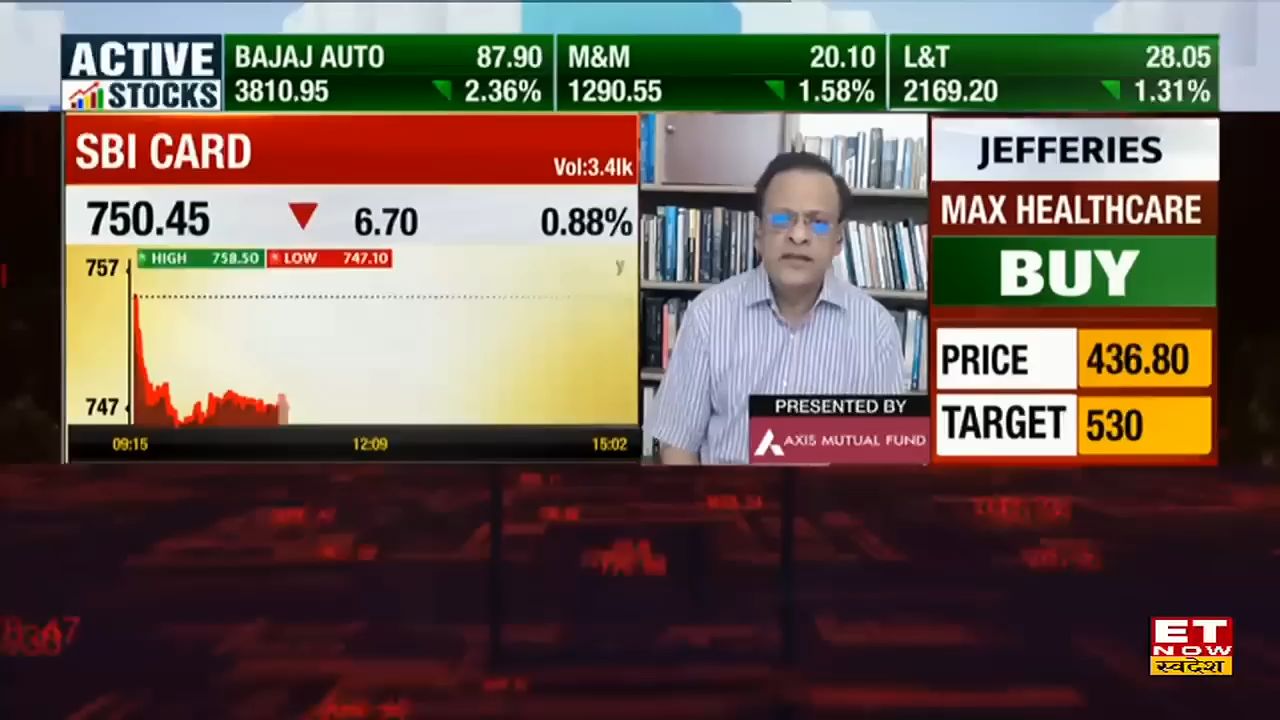 ACTIVE
STOCKS
BAJAJ AUTO 87.90
3810.95 2.36%
M&M 20.10
1290.55 1.58%
L&T 28.05
2169.20 1.31%
SBI CARD
Vol:3.4lk
750.45 6.70 0.88%
HIGH 758.50 LOW 747.10
757
y
747
09:15 12:09 15:02
PRESENTED BY
AXIS MUTUAL FUND
JEFFERIES
MAX HEALTHCARE
BUY
PRICE 436.80
TARGET 530
ET
NOW
स्वदेश